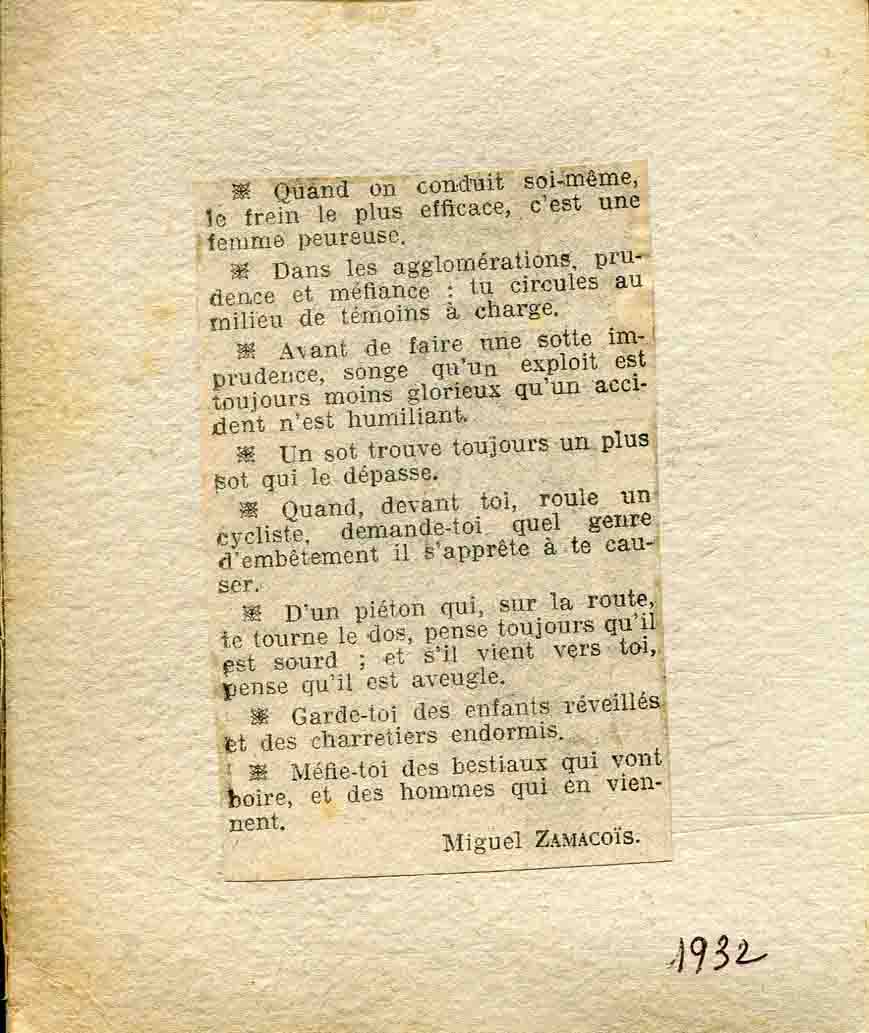 ※ Quand on conduit soi-même,
le frein le plus efficace, c'est une
femme peureuse.
※ Dans les agglomérations, pru-
dence et méfiance : tu circules au
milieu de témoins à charge.
※ Avant de faire une sotte im-
prudence, songe qu'un exploit est
toujours moins glorieux qu'un acci-
dent n'est humiliant.
※ Un sot trouve toujours un plus
sot qui le dépasse.
※ Quand, devant toi, roule un
cycliste, demande-toi quel genre
d'embêtement il s'apprête à te cau-
ser.
※ D'un piéton qui, sur la route,
te tourne le dos, pense toujours qu'il
est sourd ; et s'il vient vers toi,
pense qu'il est aveugle.
※ Garde-toi des enfants réveillés
et des charretiers endormis.
※ Méfie-toi des bestiaux qui vont
boire, et des hommes qui en vien-
nent.
Miguel ZAMACOÏS.
1932